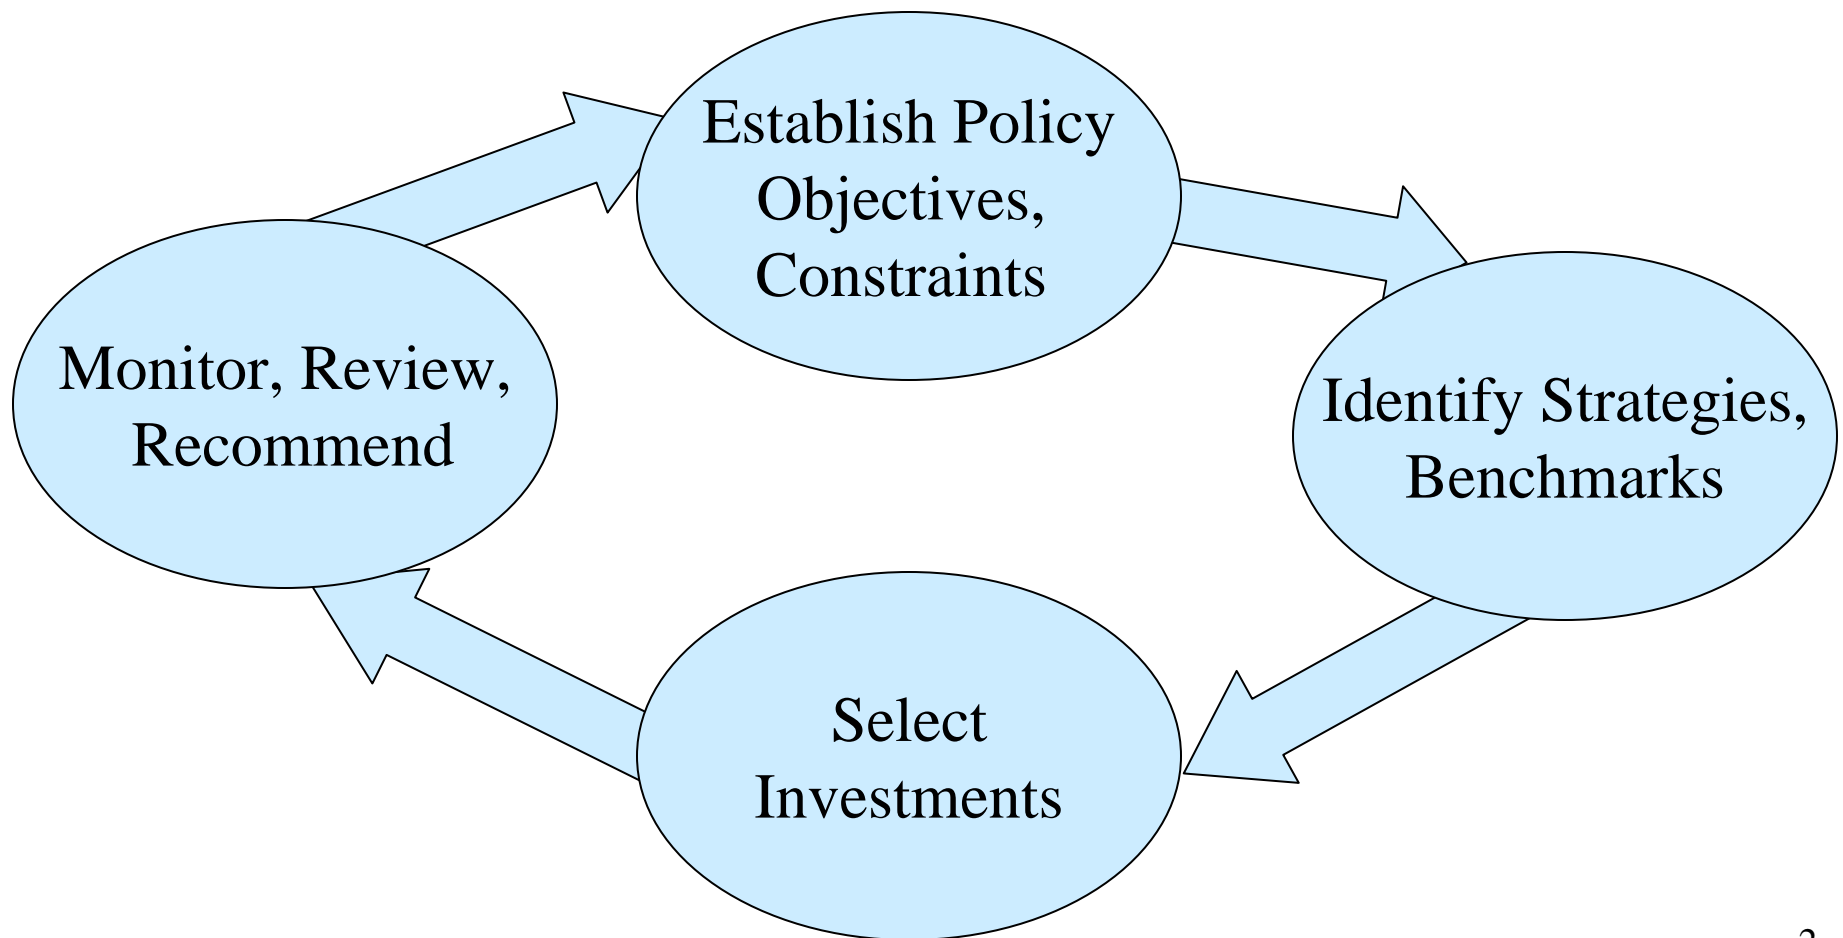 Establish Policy
Objectives,
Constraints
Identify Strategies,
Benchmarks
Select
Investments
Monitor, Review,
Recommend